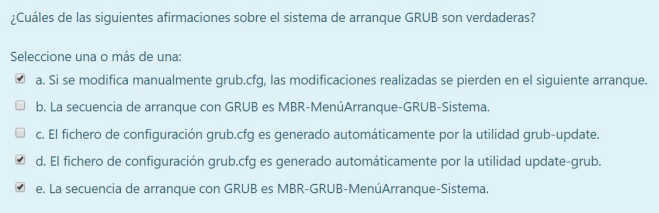 ¿Cuáles de las siguientes afirmaciones sobre el sistema de arranque GRUB son verdaderas?
Seleccione una o más de una:
a. Si se modifica manualmente grub.cfg, las modificaciones realizadas se pierden en el siguiente arranque.
b. La secuencia de arranque con GRUB es MBR-MenúArranque-GRUB-Sistema.
c. El fichero de configuración grub.cfg es generado automáticamente por la utilidad grub-update.
d. El fichero de configuración grub.cfg es generado automáticamente por la utilidad update-grub.
e. La secuencia de arranque con GRUB es MBR-GRUB-MenúArranque-Sistema.